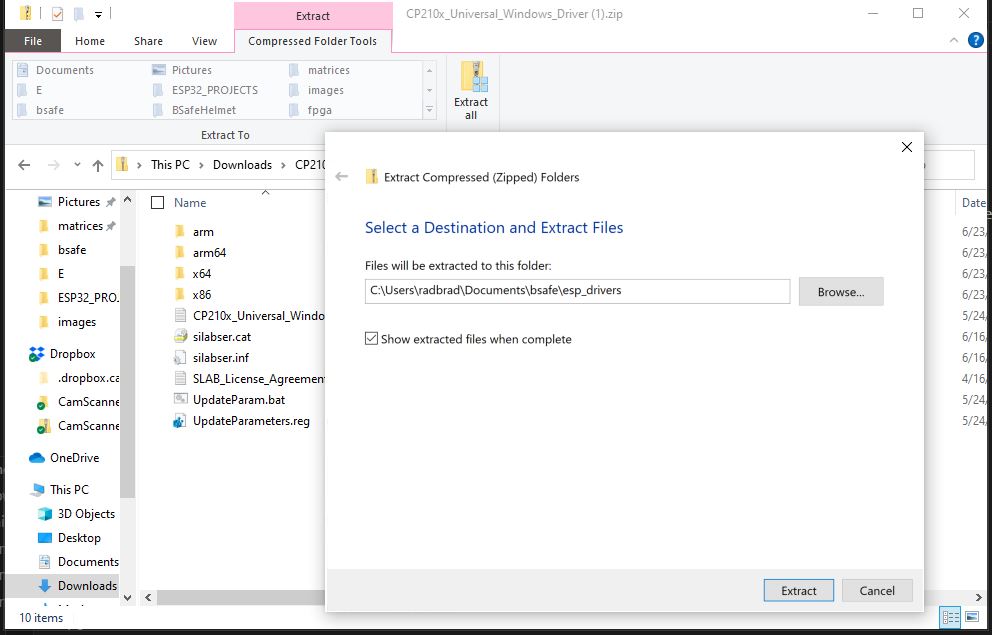 Extract
CP210x_Universal_Windows_Driver (1).zip
File
Home
Share
View
Compressed Folder Tools
Documents
Pictures
matrices
E
ESP32_PROJECTS
images
bsafe
BSafeHelmet
fpga
Extract all
Extract To
This PC
Downloads
CP210
Extract Compressed (Zipped) Folders
Select a Destination and Extract Files
Files will be extracted to this folder:
C:\Users\radbrad\Documents\bsafe\esp_drivers
Browse...
Show extracted files when complete
Extract
Cancel
Pictures
matrices
bsafe
E
ESP32_PRO.
images
Dropbox
.dropbox.ca
CamScanne
CamScanne
OneDrive
This PC
3D Objects
Desktop
Documents
Downloads
Name
Date
arm
6/23,
arm64
6/23,
x64
6/23,
x86
6/23,
CP210x_Universal_Windo
5/24,
silabser.cat
6/16,
silabser.inf
6/16,
SLAB_License_Agreement
4/16,
UpdateParam.bat
5/24,
UpdateParameters.reg
5/24,
10 items